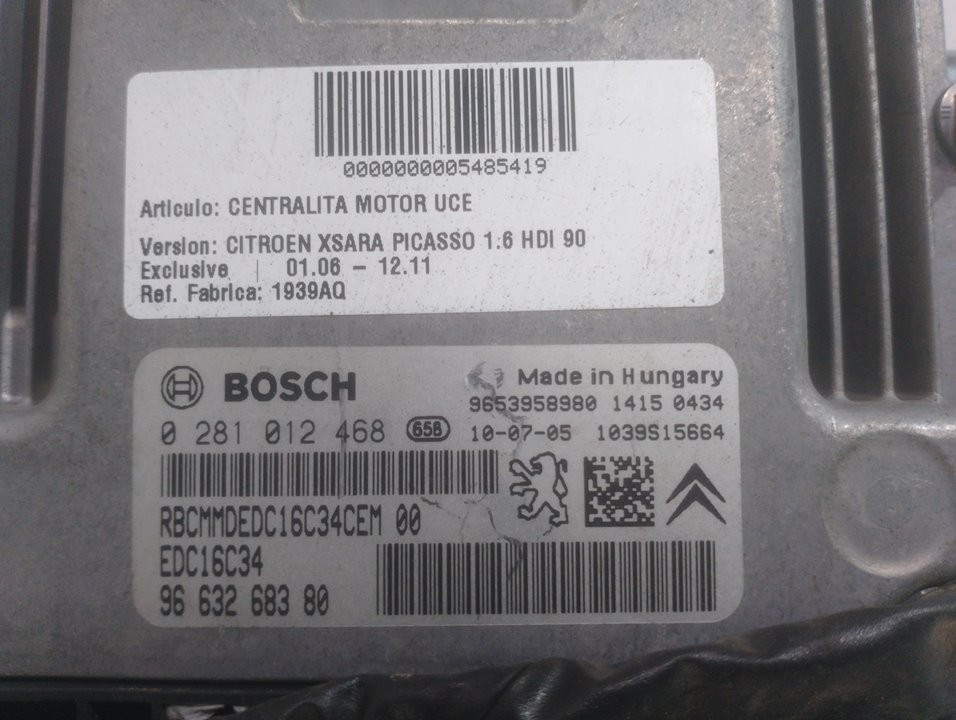 0000000005485419
Articulo: CENTRALITA MOTOR UCE
Version: CITROEN XSARA PICASSO 1.6 HDI 90
Exclusive | 01.06 - 12.11
Ref. Fabrica: 1939AQ
BOSCH
Made in Hungary
9653958980 1415 0434
0 281 012 468 658 10-07-05 1039S15664
RBCMMDEDC16C34CEM 00
EDC16C34
96 632 683 80